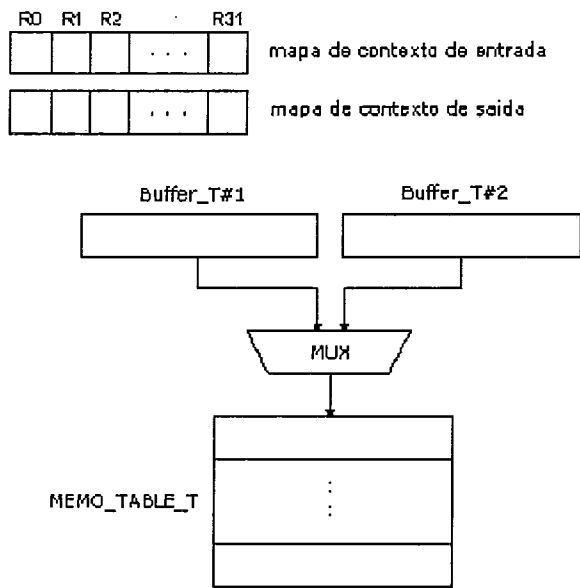 R0 R1 R2 . R31
. . . mapa de contexto de entrada
. . . mapa de contexto de saida
Buffer_T#1 Buffer_T#2
MUX
MEMO_TABLE_T